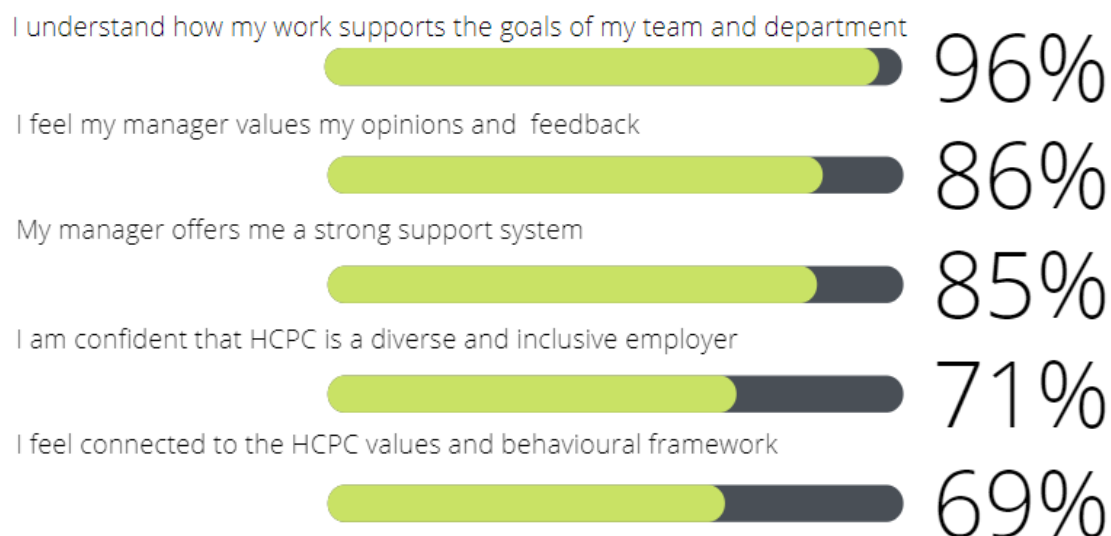 I understand how my work supports the goals of my team and department
96%
I feel my manager values my opinions and  feedback
86%
My manager offers me a strong support system
85%
I am confident that HCPC is a diverse and inclusive employer
71%
I feel connected to the HCPC values and behavioural framework
69%